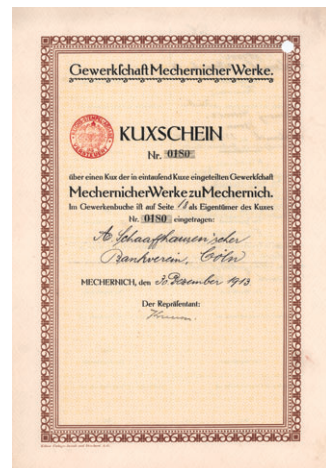 Gewerkſchaft Mechernicher Werke.
KUXSCHEIN
Nr. 0180
über einen Kux der in eintauſend Kuxe eingeteilten Gewerkſchaft
Mechernicher Werke zu Mechernich.
Im Gewerkenbuche iſt auf Seite als Eigentümer des Kuxes
Nr. 0180 eingetragen:
A. Schaaffhausen'scher
Bankverein, Cöln
MECHERNICH, den 30. Dezember 1913
Der Repräſentant: